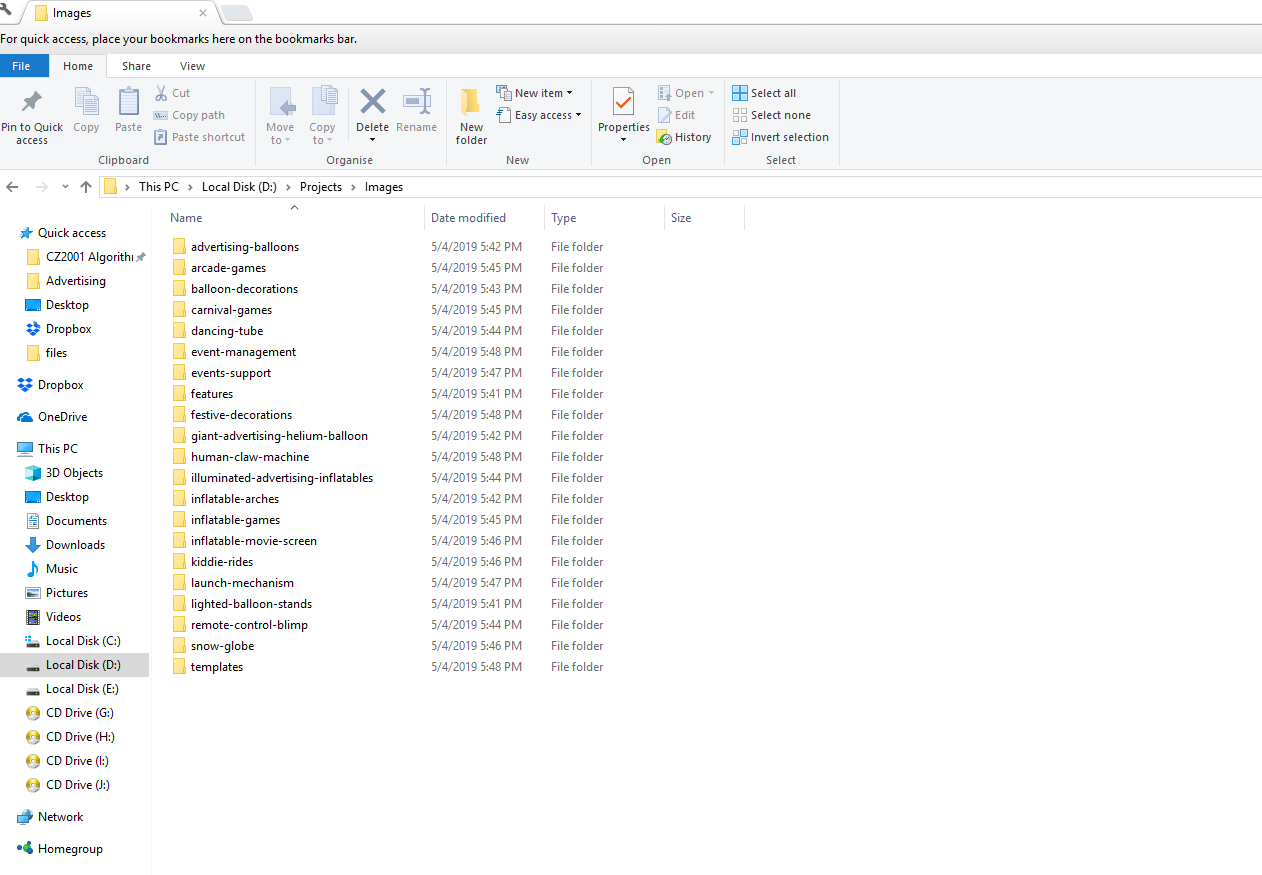 Images
For quick access, place your bookmarks here on the bookmarks bar.
File Home Share View
Pin to Quick access
Copy
Paste
Cut
Copy path
Paste shortcut
Clipboard
Move to
Copy to
Delete
Rename
Organise
New folder
New item
Easy access
New
Properties
Open
Edit
History
Open
Select all
Select none
Invert selection
Select
This PC > Local Disk (D:) > Projects > Images
Quick access
CZ2001 Algorith
Advertising
Desktop
Dropbox
files
Dropbox
OneDrive
This PC
3D Objects
Desktop
Documents
Downloads
Music
Pictures
Videos
Local Disk (C:)
Local Disk (D:)
Local Disk (E:)
CD Drive (G:)
CD Drive (H:)
CD Drive (I:)
CD Drive (J:)
Network
Homegroup
Name Date modified Type Size
advertising-balloons 5/4/2019 5:42 PM File folder
arcade-games 5/4/2019 5:45 PM File folder
balloon-decorations 5/4/2019 5:43 PM File folder
carnival-games 5/4/2019 5:45 PM File folder
dancing-tube 5/4/2019 5:44 PM File folder
event-management 5/4/2019 5:48 PM File folder
events-support 5/4/2019 5:47 PM File folder
features 5/4/2019 5:41 PM File folder
festive-decorations 5/4/2019 5:48 PM File folder
giant-advertising-helium-balloon 5/4/2019 5:42 PM File folder
human-claw-machine 5/4/2019 5:48 PM File folder
illuminated-advertising-inflatables 5/4/2019 5:44 PM File folder
inflatable-arches 5/4/2019 5:42 PM File folder
inflatable-games 5/4/2019 5:45 PM File folder
inflatable-movie-screen 5/4/2019 5:46 PM File folder
kiddie-rides 5/4/2019 5:46 PM File folder
launch-mechanism 5/4/2019 5:47 PM File folder
lighted-balloon-stands 5/4/2019 5:41 PM File folder
remote-control-blimp 5/4/2019 5:44 PM File folder
snow-globe 5/4/2019 5:46 PM File folder
templates 5/4/2019 5:48 PM File folder